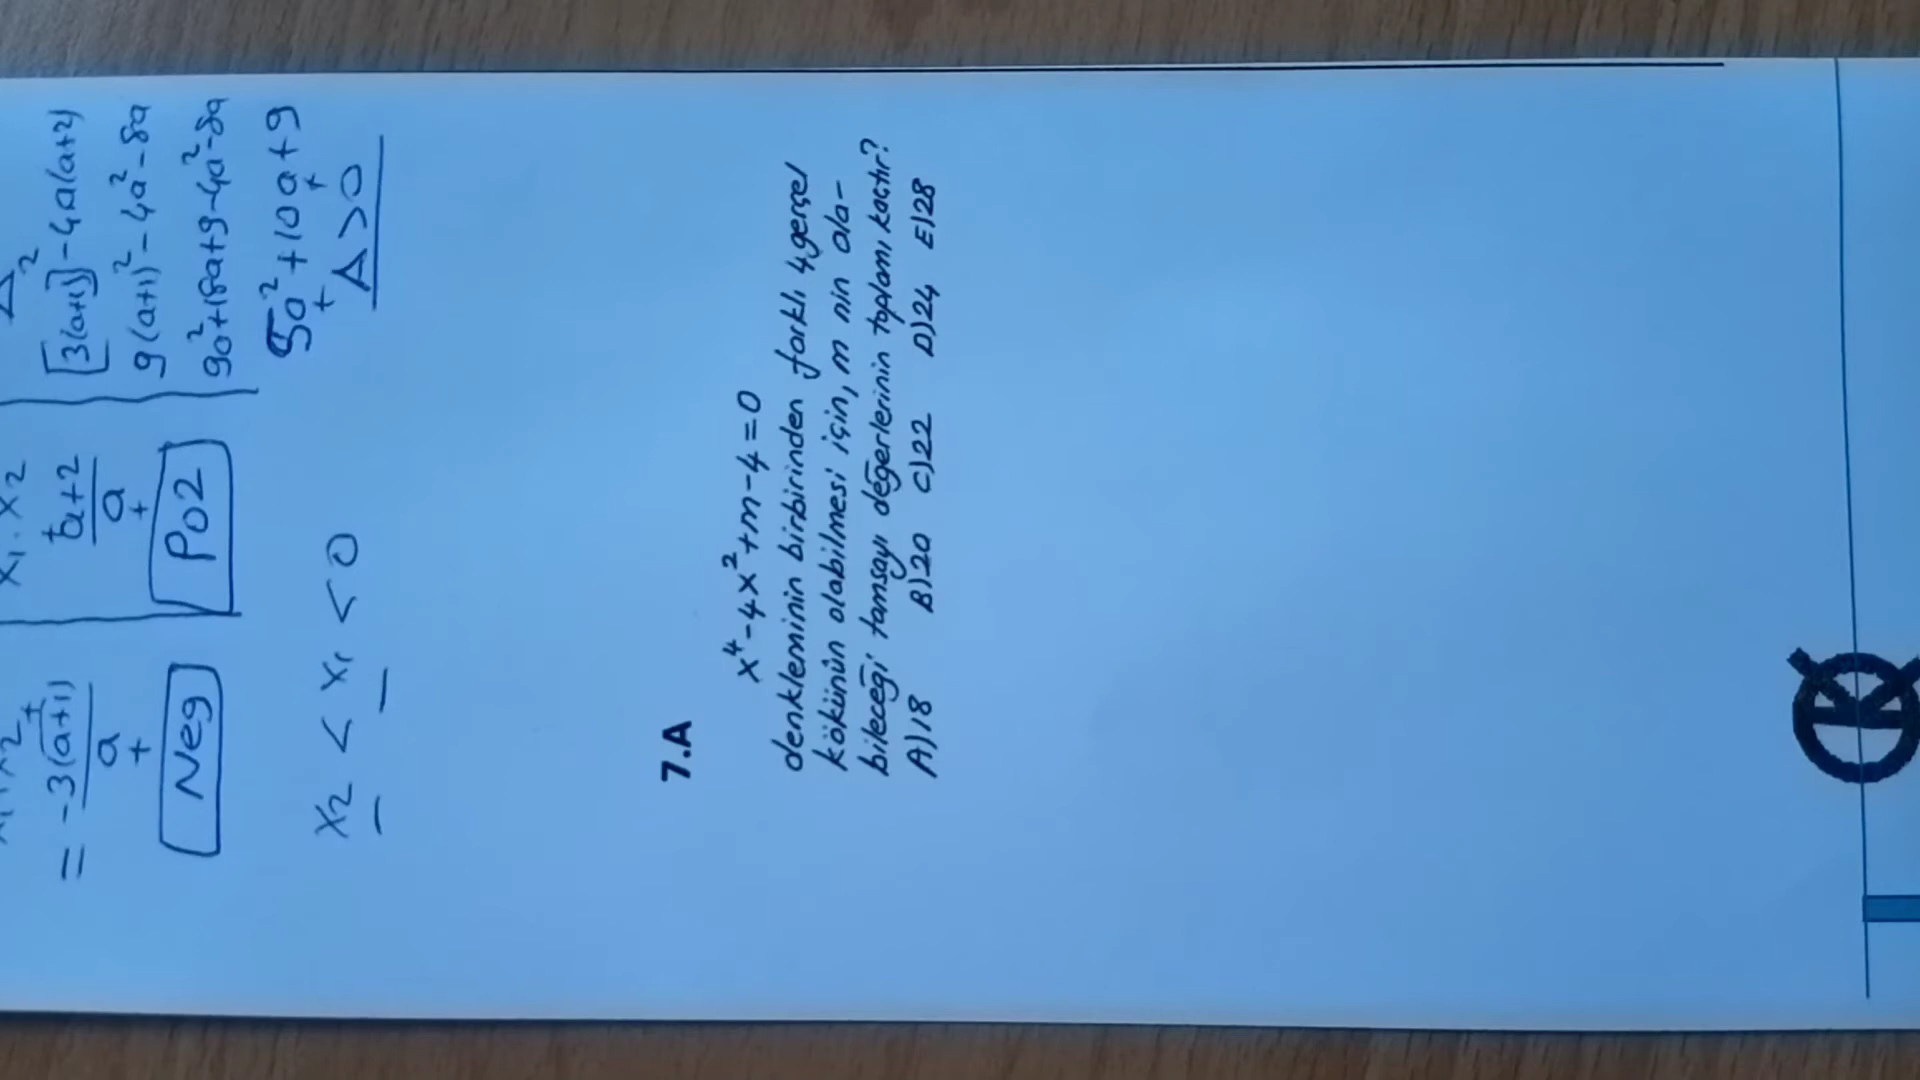 = -3(a+1)
a
+
Neg
x₁ . x₂
a+2
a
+
Poz
Δ
[3(a+1)]² - 4a(a+2)
9(a+1)² - 4a² - 8a
9a² + 18a + 9 - 4a² - 8a
5a² + 10a + 9
+ +
Δ > 0
x₂ < x₁ < 0
7.A
x⁴ - 4x² + m - 4 = 0
denkleminin birbirinden farklı 4 gerçel
kökünün olabilmesi için, m nin ala-
bileceği tamsayı değerlerinin toplamı kaçtır?
A) 18 B) 20 C) 22 D) 24 E) 28